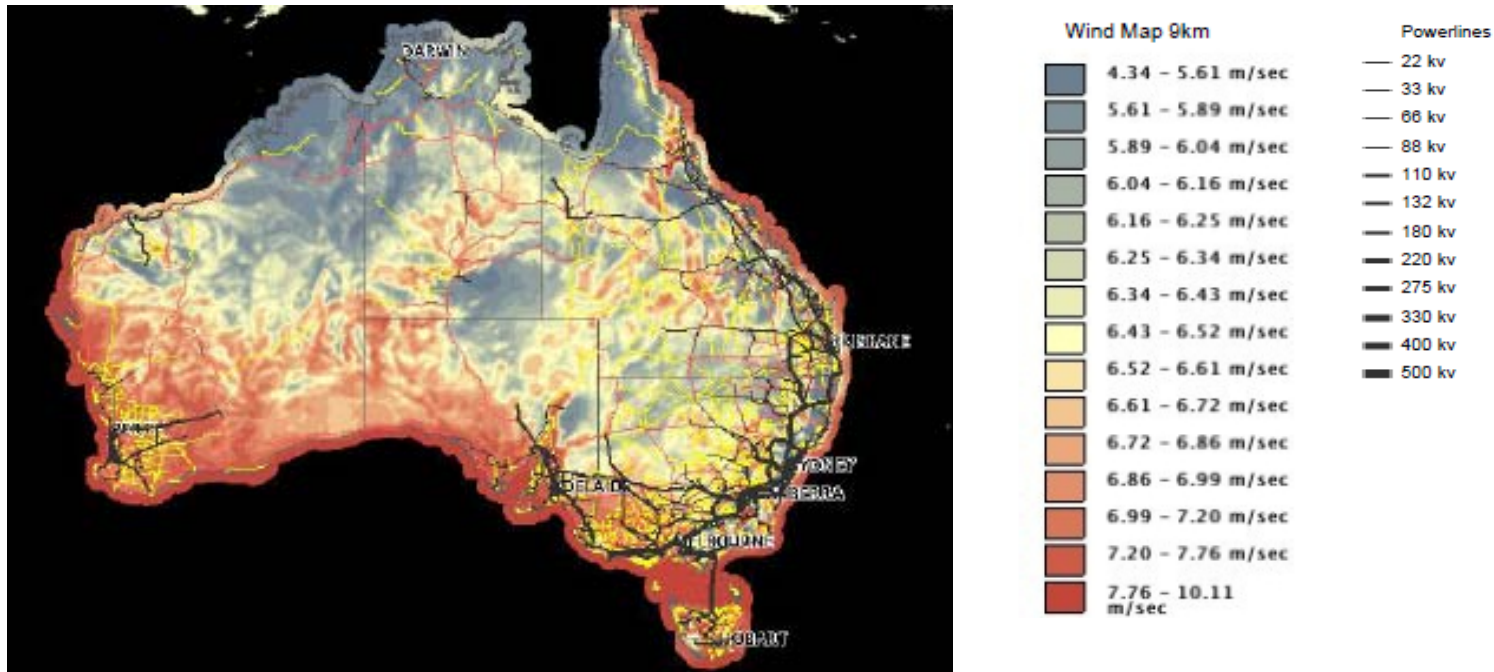 DARWIN
BRISBANE
YDNEY
BERRA
DELAID
MELBOURNE
HOBART
Wind Map 9km
4.34 - 5.61 m/sec
5.61 - 5.89 m/sec
5.89 - 6.04 m/sec
6.04 - 6.16 m/sec
6.16 - 6.25 m/sec
6.25 - 6.34 m/sec
6.34 - 6.43 m/sec
6.43 - 6.52 m/sec
6.52 - 6.61 m/sec
6.61 - 6.72 m/sec
6.72 - 6.86 m/sec
6.86 - 6.99 m/sec
6.99 - 7.20 m/sec
7.20 - 7.76 m/sec
7.76 - 10.11
m/sec
Powerlines
22 kv
33 kv
66 kv
88 kv
110 kv
132 kv
180 kv
220 kv
275 kv
330 kv
400 kv
500 kv